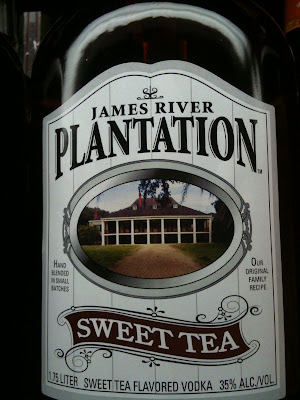 JAMES RIVER
PLANTATION™
HAND
BLENDED
IN SMALL
BATCHES
OUR
ORIGINAL
FAMILY
RECIPE.
SWEET TEA
1.75 LITER SWEET TEA FLAVORED VODKA 35% ALC./VOL.